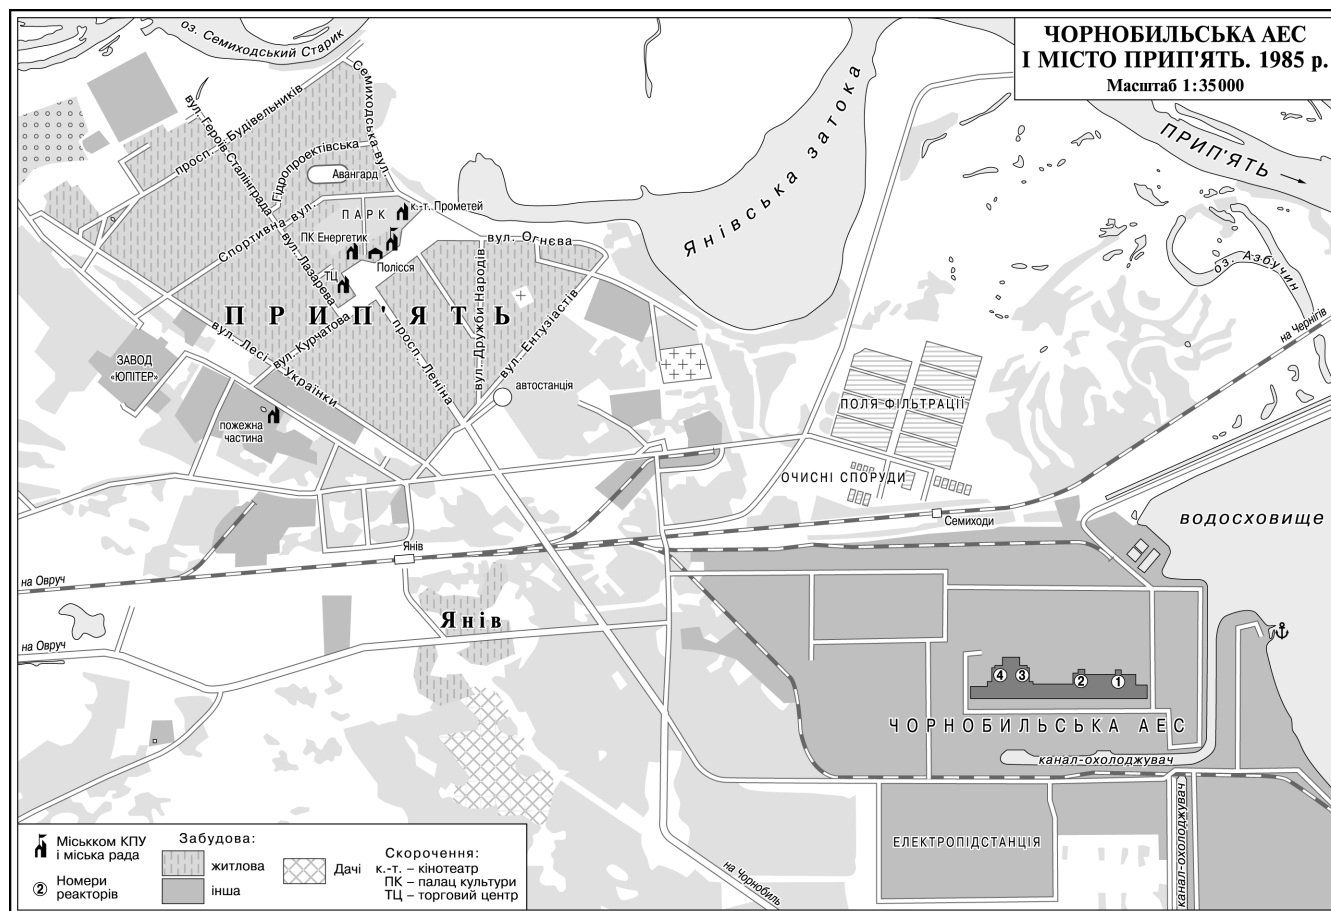 ЧОРНОБИЛЬСЬКА АЕС
І МІСТО ПРИП'ЯТЬ. 1985 р.
Масштаб 1:35000
оз. Семиходський Старик
Семиходська вул.
вул. Героїв Сталінграда
просп. Будівельників
Гідропроектівська
Авангард
Спортивна вул.
ПАРК
к.-т. Прометей
ПК Енергетик
Полісся
ТЦ
вул. Лазарева
вул. Огнєва
ПРИП'ЯТЬ
вул. Курчатова
вул. Лесі Українки
просп. Леніна
вул. Дружби Народів
вул. Ентузіастів
автостанція
ЗАВОД
«ЮПІТЕР»
пожежна
частина
Янівська затока
ПРИП'ЯТЬ
оз. Азбучин
на Чернігів
ПОЛЯ ФІЛЬТРАЦІЇ
ОЧИСНІ СПОРУДИ
Семиходи
водосховище
Янів
на Овруч
Янів
на Овруч
4
3
2
1
ЧОРНОБИЛЬСЬКА АЕС
канал-охолоджувач
канал-охолоджувач
ЕЛЕКТРОПІДСТАНЦІЯ
на Чорнобиль
Міськком КПУ
і міська рада
2
Номери
реакторів
Забудова:
житлова
інша
Дачі
Скорочення:
к.-т. – кінотеатр
ПК – палац культури
ТЦ – торговий центр